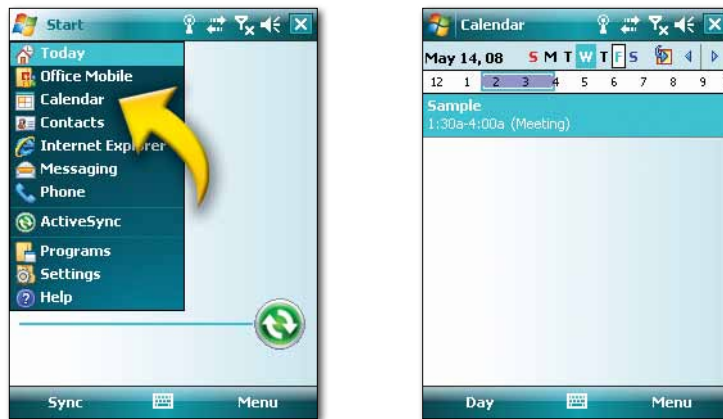 Start
Today
Office Mobile
Calendar
Contacts
Internet Explorer
Messaging
Phone
ActiveSync
Programs
Settings
Help
Sync
Menu
Calendar
May 14, 08 S M T W T F S
12 1 2 3 4 5 6 7 8 9
Sample
1:30a-4:00a (Meeting)
Day
Menu